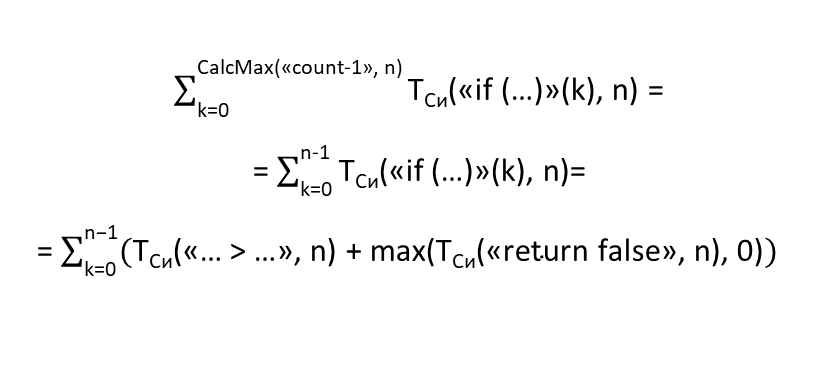 ∑_{k=0}^{CalcMax(«count-1», n)} T_{Си}(«if (...)»(k), n) =
= ∑_{k=0}^{n-1} T_{Си}(«if (...)»(k), n)=
= ∑_{k=0}^{n−1}(T_{Си}(«... > ...», n) + max(T_{Си}(«return false», n), 0))